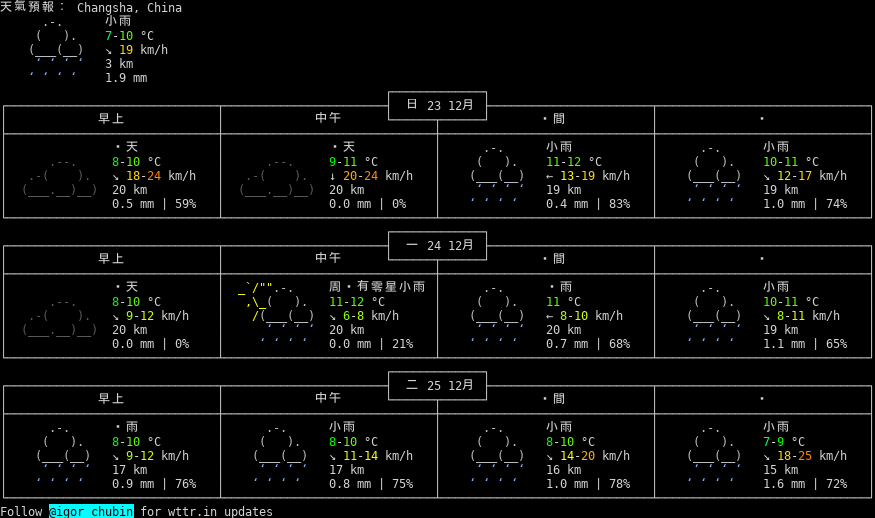 天氣預報： Changsha, China
小雨
7-10 °C
↘ 19 km/h
3 km
1.9 mm
日 23 12月
早上 中午 ・間 ・
・天 ・天 小雨 小雨
8-10 °C 9-11 °C 11-12 °C 10-11 °C
↘ 18-24 km/h ↓ 20-24 km/h ← 13-19 km/h ↘ 12-17 km/h
20 km 20 km 19 km 19 km
0.5 mm | 59% 0.0 mm | 0% 0.4 mm | 83% 1.0 mm | 74%
一 24 12月
早上 中午 ・間 ・
・天 周・有零星小雨 ・雨 小雨
8-10 °C 11-12 °C 11 °C 10-11 °C
↘ 9-12 km/h ↘ 6-8 km/h ← 8-10 km/h ↘ 8-11 km/h
20 km 20 km 20 km 19 km
0.0 mm | 0% 0.0 mm | 21% 0.7 mm | 68% 1.1 mm | 65%
二 25 12月
早上 中午 ・間 ・
・雨 小雨 小雨 小雨
8-10 °C 8-10 °C 8-10 °C 7-9 °C
↘ 9-12 km/h ↘ 11-14 km/h ↘ 14-20 km/h ↘ 18-25 km/h
17 km 17 km 16 km 15 km
0.9 mm | 76% 0.8 mm | 75% 1.0 mm | 78% 1.6 mm | 72%
Follow @igor_chubin for wttr.in updates